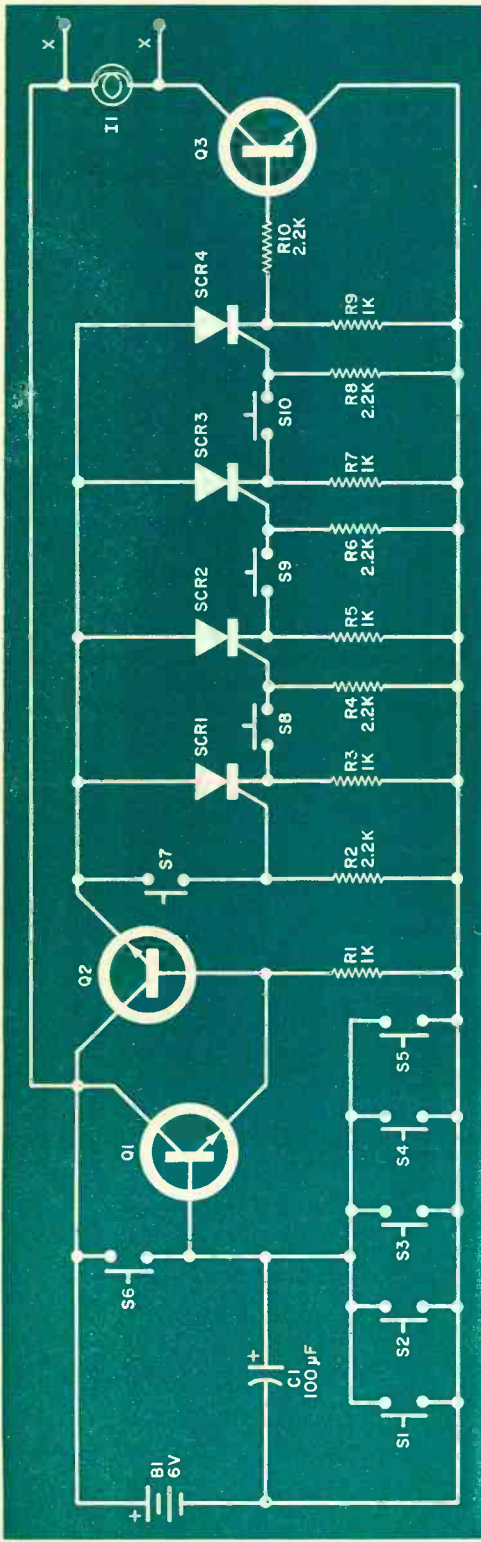 B1
6V
+
S6
C1
100 µF
+
S1
S2
S3
S4
S5
Q1
Q2
R1
1K
S7
R2
2.2K
SCR1
R3
1K
S8
R4
2.2K
SCR2
R5
1K
S9
R6
2.2K
SCR3
R7
1K
S10
R8
2.2K
SCR4
R9
1K
R10
2.2K
Q3
I1
X
X